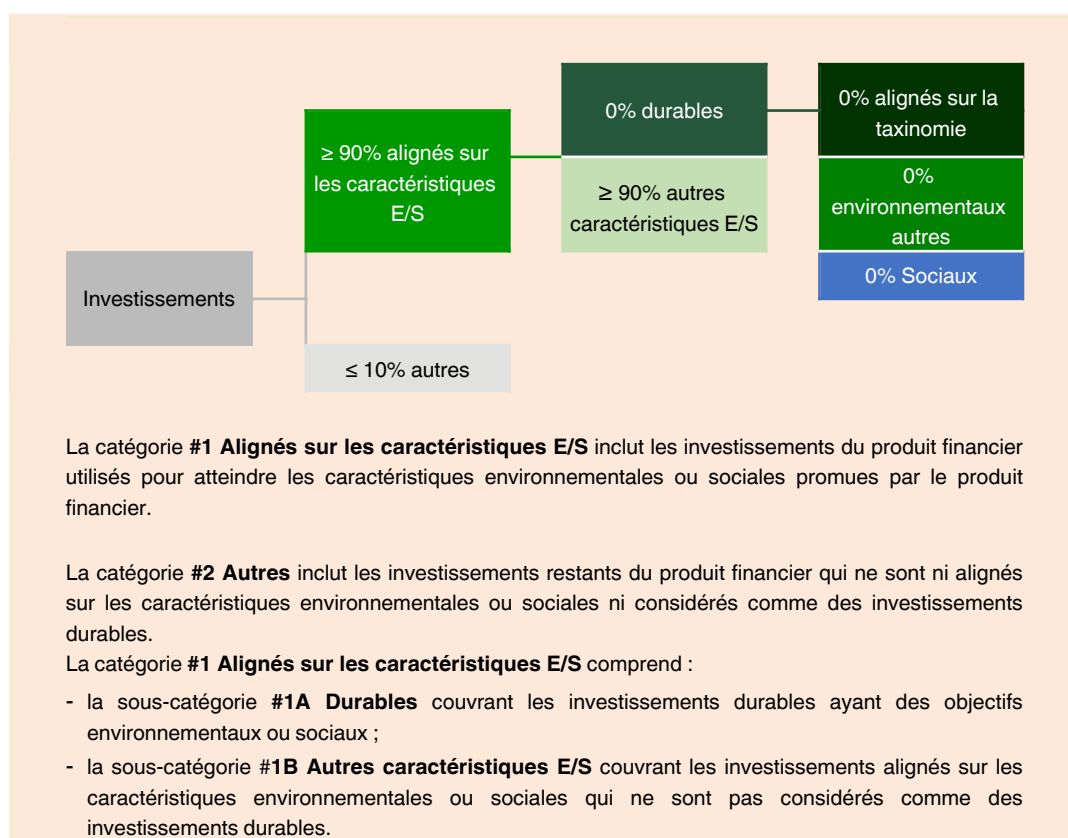 Investissements
≥ 90% alignés sur
les caractéristiques
E/S
≤ 10% autres
0% durables
≥ 90% autres
caractéristiques E/S
0% alignés sur la
taxinomie
0%
environnementaux
autres
0% Sociaux
La catégorie #1 Alignés sur les caractéristiques E/S inclut les investissements du produit financier
utilisés pour atteindre les caractéristiques environnementales ou sociales promues par le produit
financier.
La catégorie #2 Autres inclut les investissements restants du produit financier qui ne sont ni alignés
sur les caractéristiques environnementales ou sociales ni considérés comme des investissements
durables.
La catégorie #1 Alignés sur les caractéristiques E/S comprend :
- la sous-catégorie #1A Durables couvrant les investissements durables ayant des objectifs
environnementaux ou sociaux ;
- la sous-catégorie #1B Autres caractéristiques E/S couvrant les investissements alignés sur les
caractéristiques environnementales ou sociales qui ne sont pas considérés comme des
investissements durables.